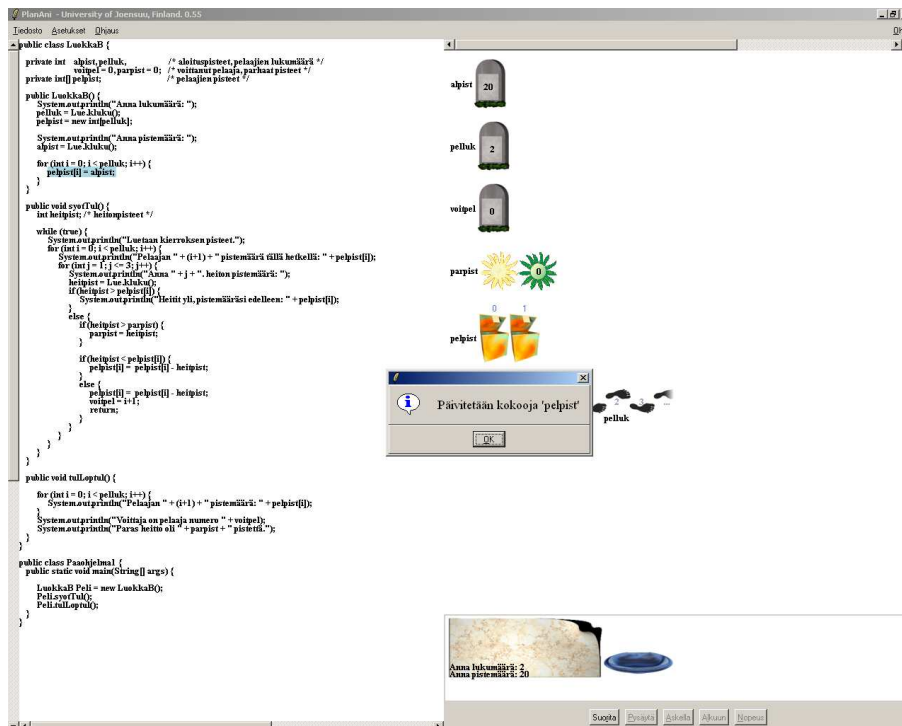 PlanAni - University of Joensuu, Finland. 0.55
Tiedosto Asetukset Ohjaus
public class LuokkaB {
private int alpist, pelluk, /* aloituspisteet, pelaajien lukumäärä */
voitpel = 0, parpist = 0; /* voittanut pelaaja, parhaat pisteet */
private int[] pelpist; /* pelaajien pisteet */
public LuokkaB() {
System.out.println("Anna lukumäärä: ");
pelluk = Lue.kluku();
pelpist = new int[pelluk];
System.out.println("Anna pistemäärä: ");
alpist = Lue.kluku();
for (int i = 0; i < pelluk; i++) {
pelpist[i] = alpist;
}
}
public void syotTul() {
int heitpist; /* heitonpisteet */
while (true) {
System.out.println("Luetaan kierroksen pisteet.");
for (int i = 0; i < pelluk; i++) {
System.out.println("Pelaajan " + (i+1) + " pistemäärä tällä hetkellä: " + pelpist[i]);
for (int j = 1; j <= 3; j++) {
System.out.println("Anna " + j + ". heiton pistemäärä: ");
heitpist = Lue.kluku();
if (heitpist > pelpist[i]) {
System.out.println("Heitit yli, pistemääräsi edelleen: " + pelpist[i]);
}
else {
if (heitpist > parpist) {
parpist = heitpist;
}
if (heitpist < pelpist[i]) {
pelpist[i] = pelpist[i] - heitpist;
}
else {
pelpist[i] = pelpist[i] - heitpist;
voitpel = i+1;
return;
}
}
}
}
}
}
public void tulLoptul() {
for (int i = 0; i < pelluk; i++) {
System.out.println("Pelaajan " + (i+1) + " pistemäärä: " + pelpist[i]);
}
System.out.println("Voittaja on pelaaja numero " + voitpel);
System.out.println("Paras heitto oli " + parpist + " pistettä.");
}
}
public class Paaohjelma1 {
public static void main(String[] args) {
LuokkaB Peli = new LuokkaB();
Peli.syotTul();
Peli.tulLoptul();
}
}
alpist 20
pelluk 2
voitpel 0
parpist 0
0 1
pelpist
Päivitetään kokooja 'pelpist'
OK
2 3 ...
pelluk
Anna lukumäärä: 2
Anna pistemäärä: 20
Suorita Pysäytä Askella Alkuun Nopeus